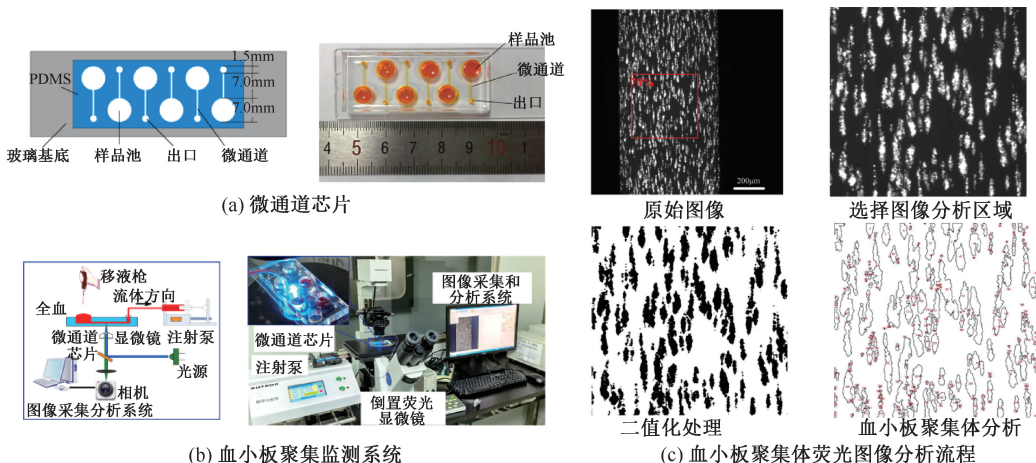 1.5mm
PDMS
7.0mm
7.0mm
玻璃基底
样品池
出口
微通道
样品池
微通道
出口
4 5 6 7 8 9 10 1
(a) 微通道芯片
移液枪
全血
流体方向
微通道
芯片
显微镜
注射泵
光源
相机
图像采集分析系统
图像采集和
分析系统
微通道芯片
注射泵
倒置荧光
显微镜
(b) 血小板聚集监测系统
200μm
原始图像
选择图像分析区域
二值化处理
血小板聚集体分析
(c) 血小板聚集体荧光图像分析流程